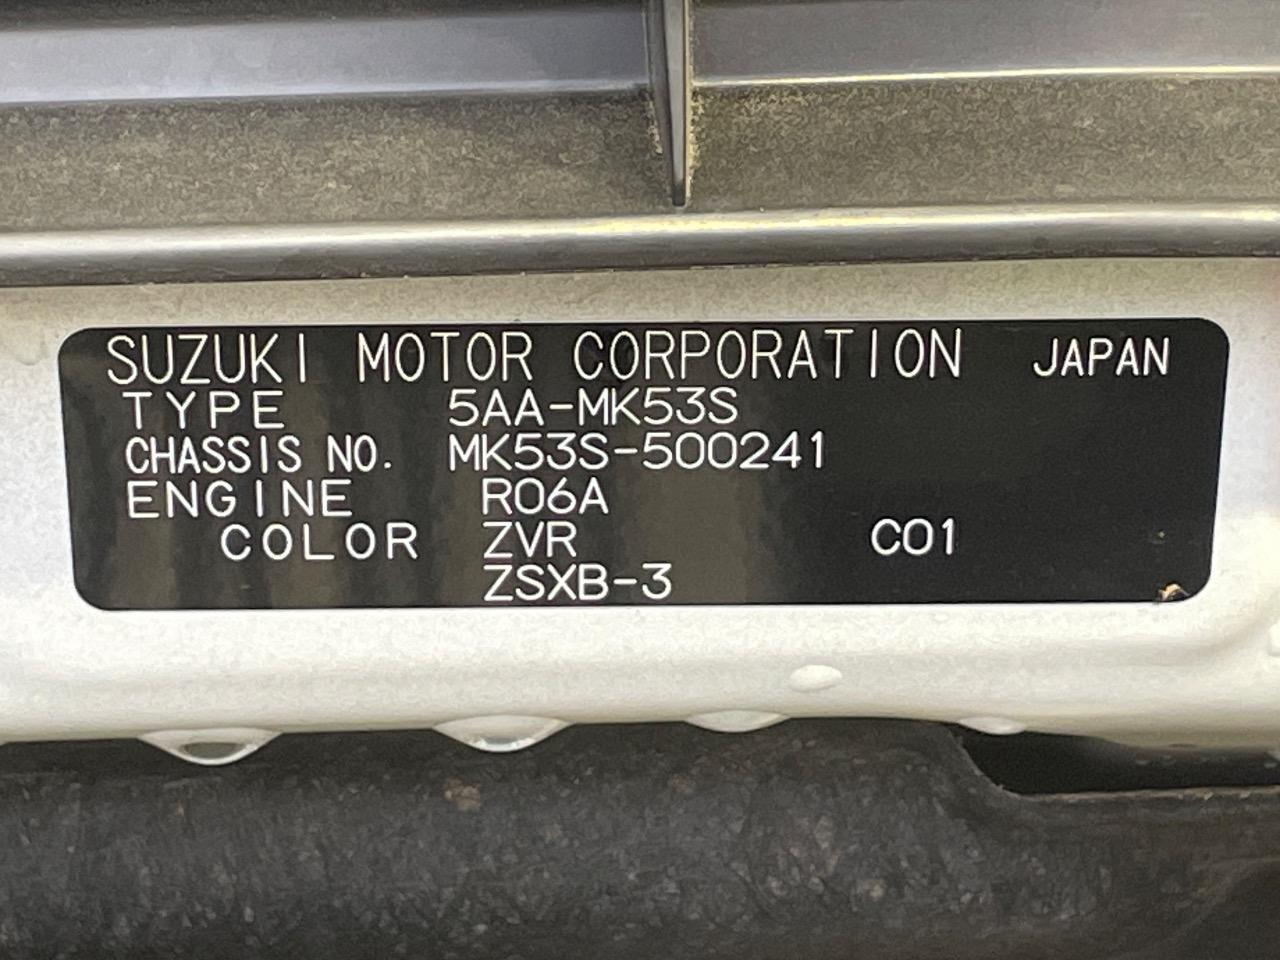 SUZUKI MOTOR CORPORATION JAPAN
TYPE 5AA-MK53S
CHASSIS NO. MK53S-500241
ENGINE R06A
COLOR ZVR C01
ZSXB-3